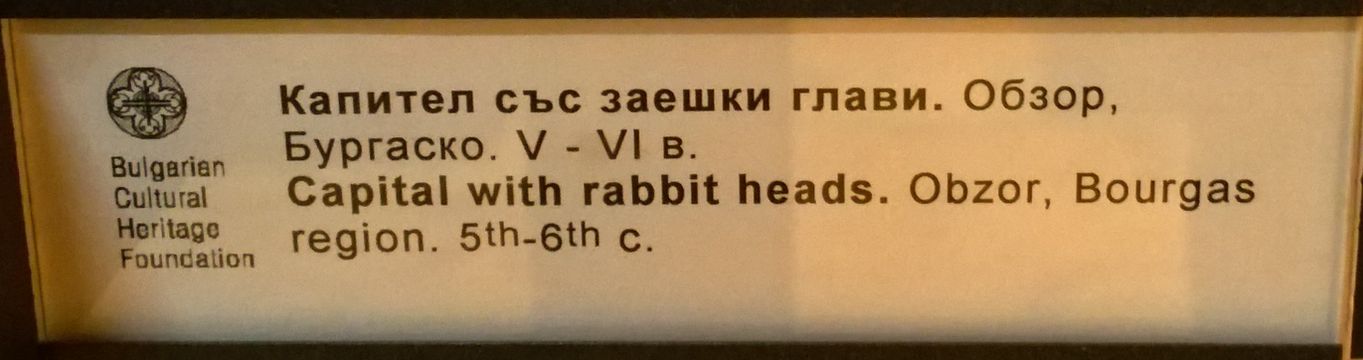 Bulgarian
Cultural
Heritage
Foundation
Капител със заешки глави. Обзор,
Бургаско. V - VI в.
Capital with rabbit heads. Obzor, Bourgas
region. 5th-6th c.